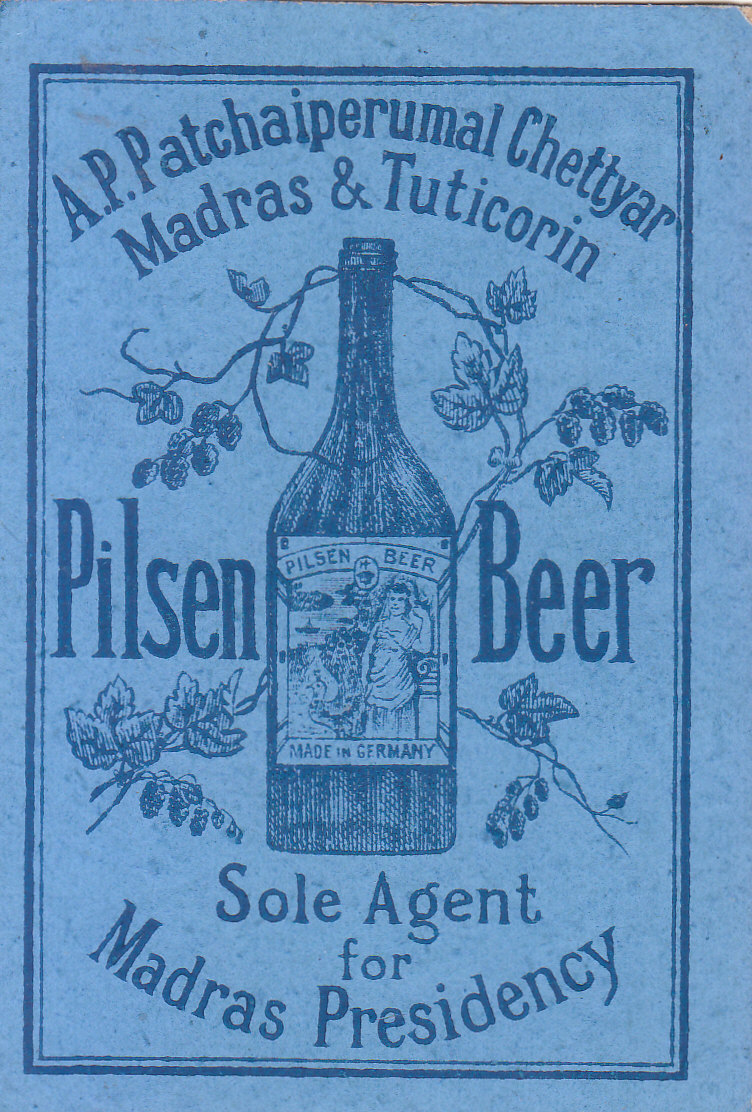 A.P. Patchaiperumal Chettyar
Madras & Tuticorin
Pilsen Beer
PILSEN BEER
MADE IN GERMANY
Sole Agent
for
Madras Presidency